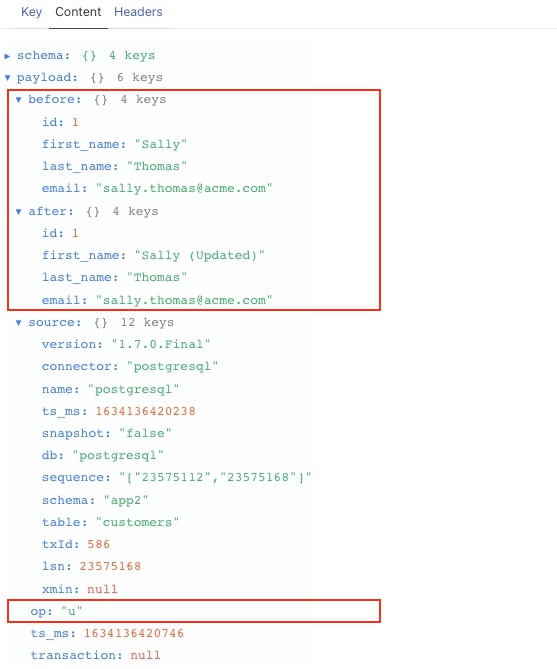 Key Content Headers
schema: {} 4 keys
payload: {} 6 keys
before: {} 4 keys
id: 1
first_name: "Sally"
last_name: "Thomas"
email: "sally.thomas@acme.com"
after: {} 4 keys
id: 1
first_name: "Sally (Updated)"
last_name: "Thomas"
email: "sally.thomas@acme.com"
source: {} 12 keys
version: "1.7.0.Final"
connector: "postgresql"
name: "postgresql"
ts_ms: 1634136420238
snapshot: "false"
db: "postgresql"
sequence: "["23575112","23575168"]"
schema: "app2"
table: "customers"
txId: 586
lsn: 23575168
xmin: null
op: "u"
ts_ms: 1634136420746
transaction: null